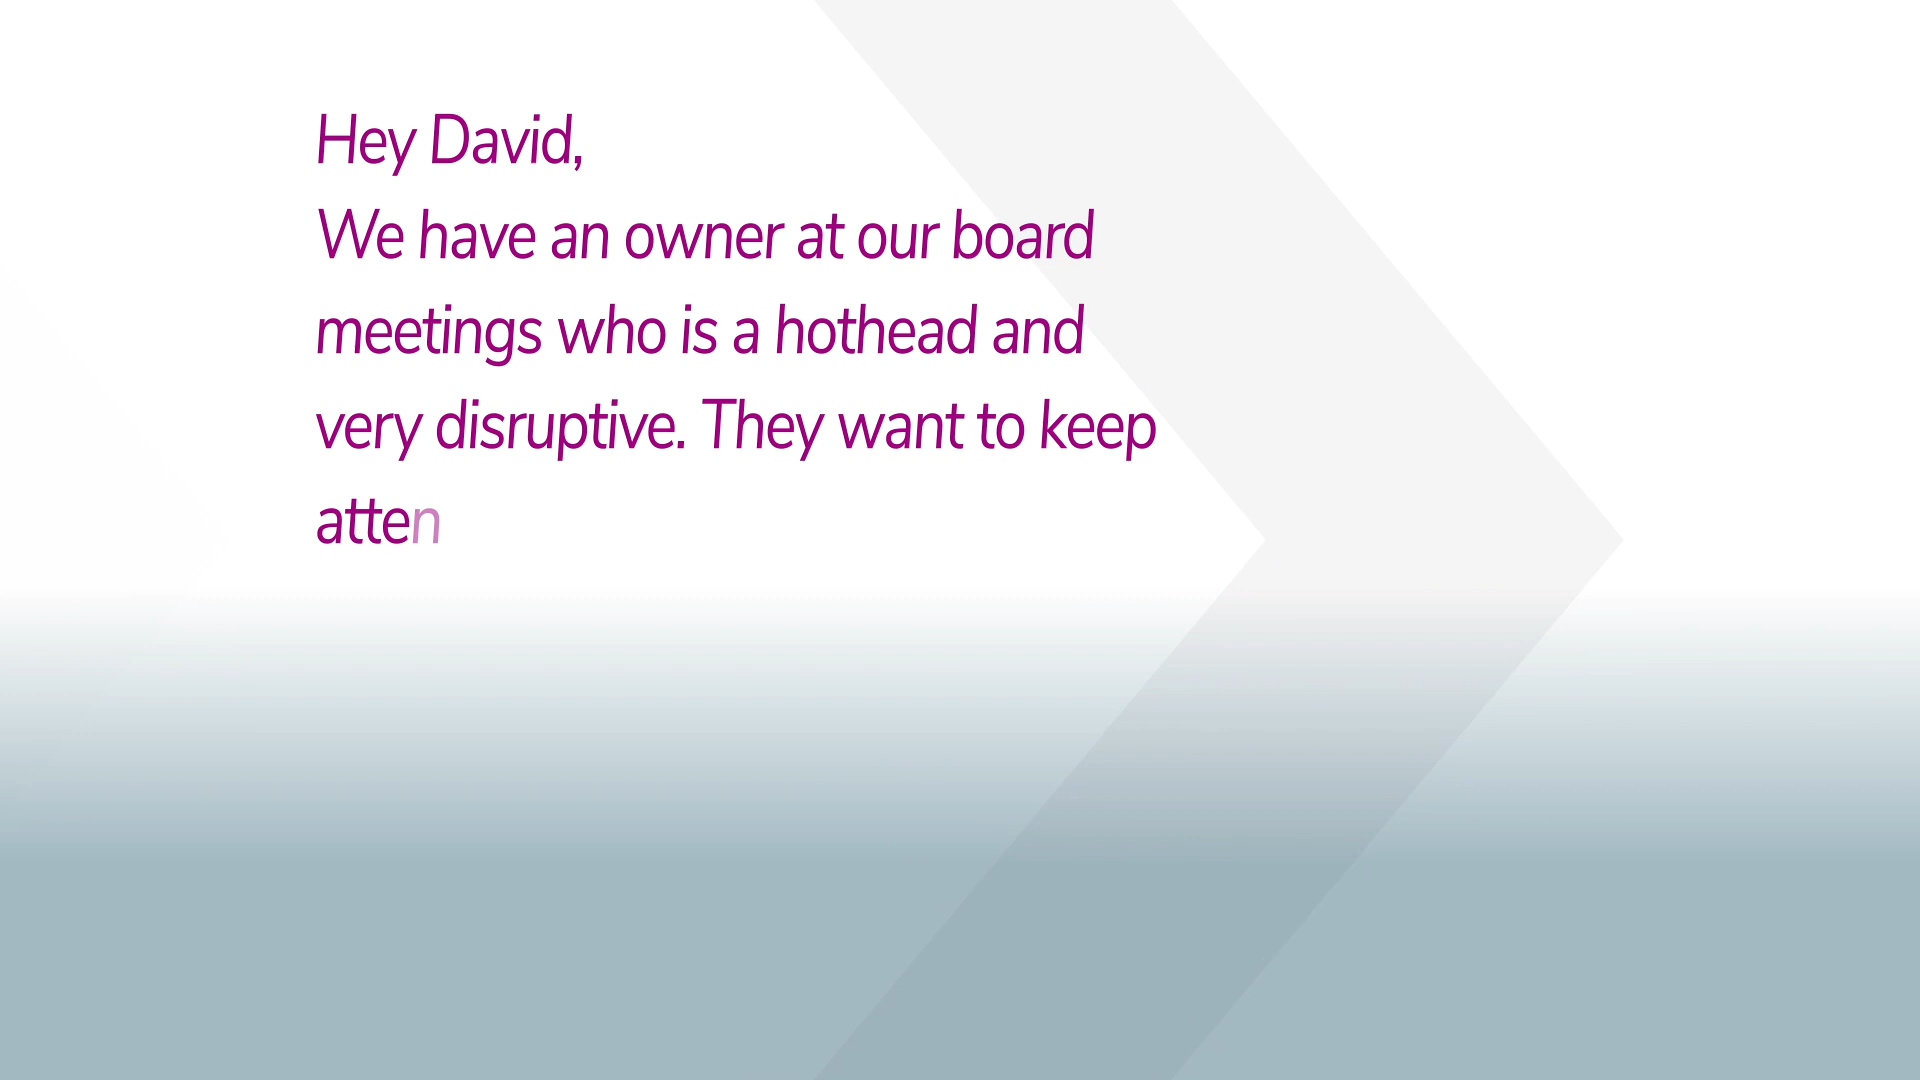 Hey David,
We have an owner at our board
meetings who is a hothead and
very disruptive. They want to keep
atten